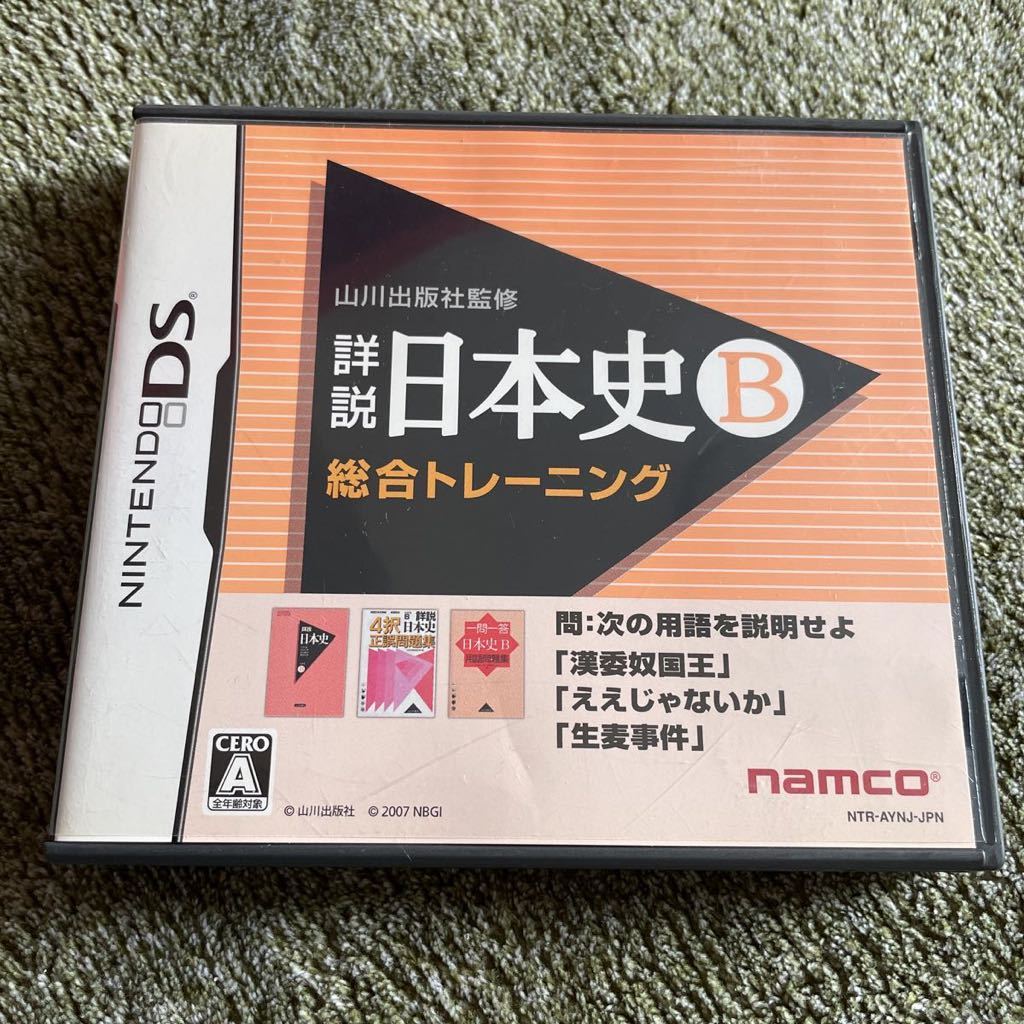 NINTENDO DS®
山川出版社監修
詳説 日本史 B
総合トレーニング
詳説
日本史
4択
正誤問題集
詳説
日本史
一問一答
日本史B
用語問題集
問:次の用語を説明せよ
「漢委奴国王」
「ええじゃないか」
「生麦事件」
CERO
A
全年齢対象
© 山川出版社 © 2007 NBGI
namco®
NTR-AYNJ-JPN